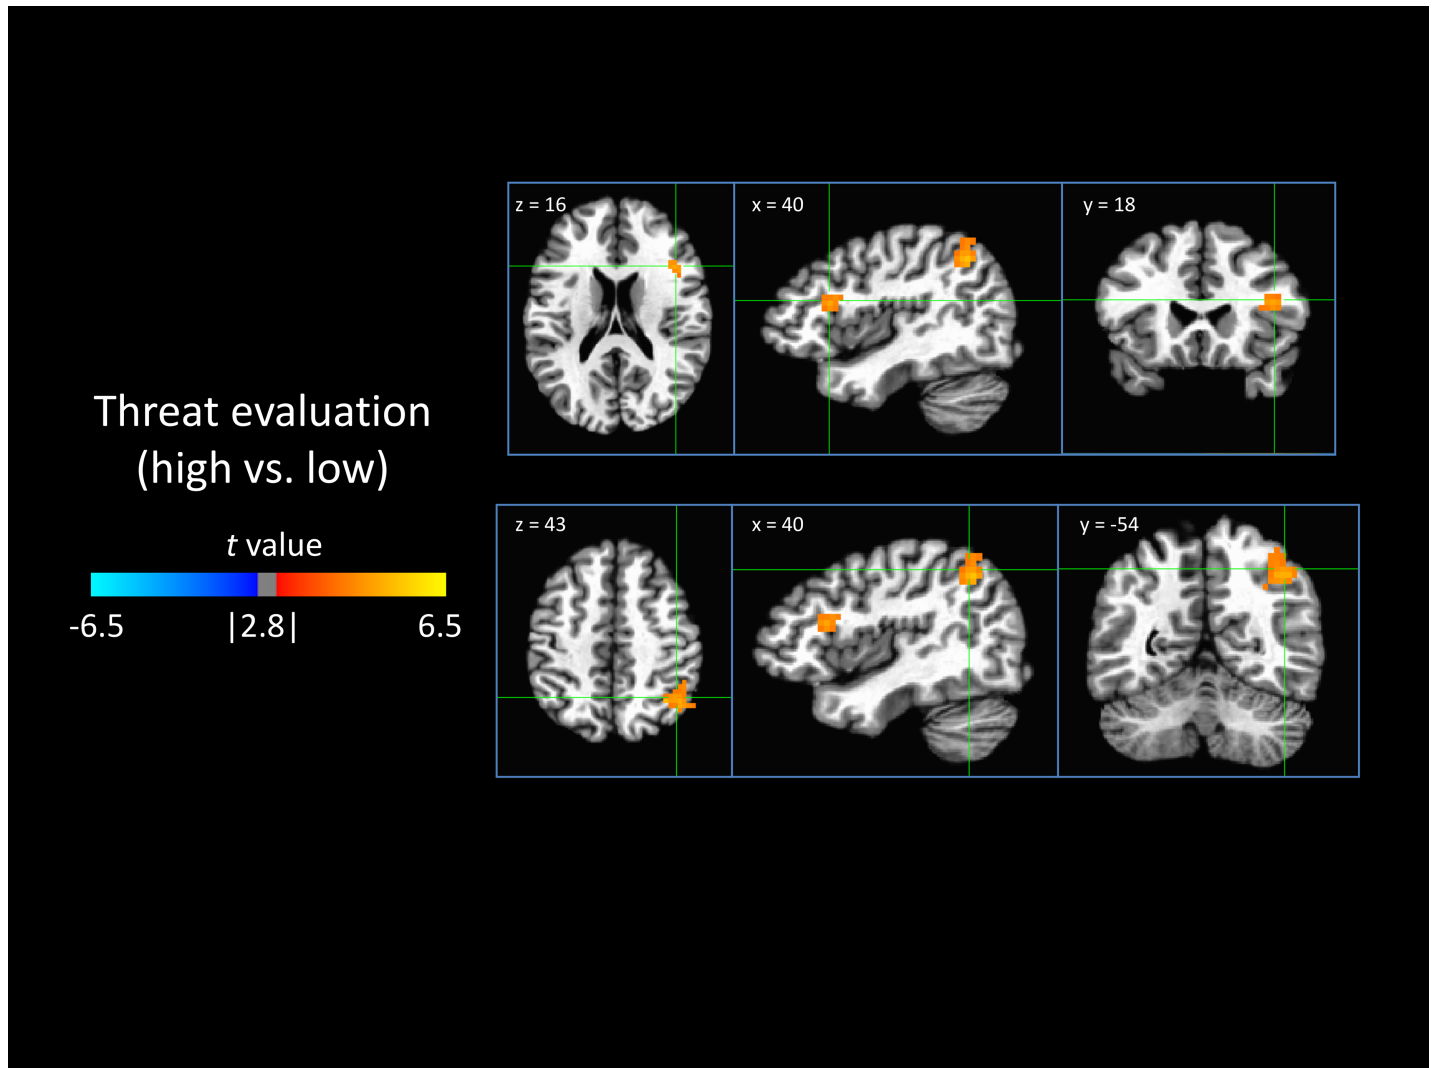 z = 16
x = 40
y = 18
Threat evaluation
(high vs. low)
z = 43
x = 40
y = -54
t value
-6.5
|2.8|
6.5